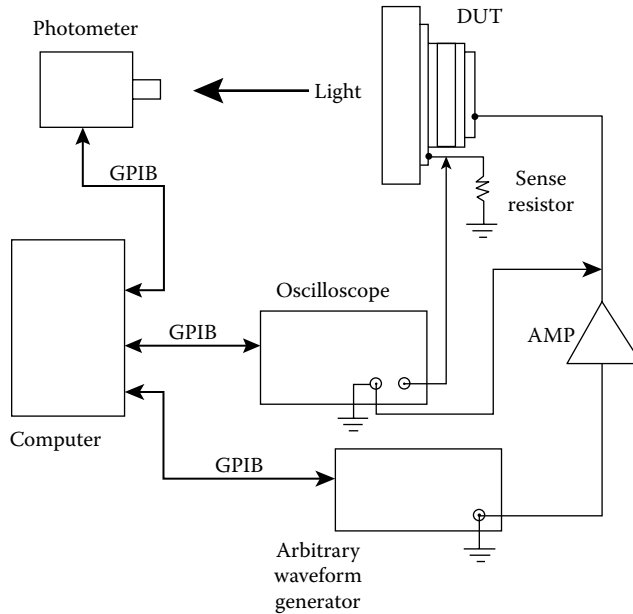 Photometer
DUT
Light
GPIB
Sense
resistor
Oscilloscope
GPIB
AMP
Computer
GPIB
Arbitrary
waveform
generator